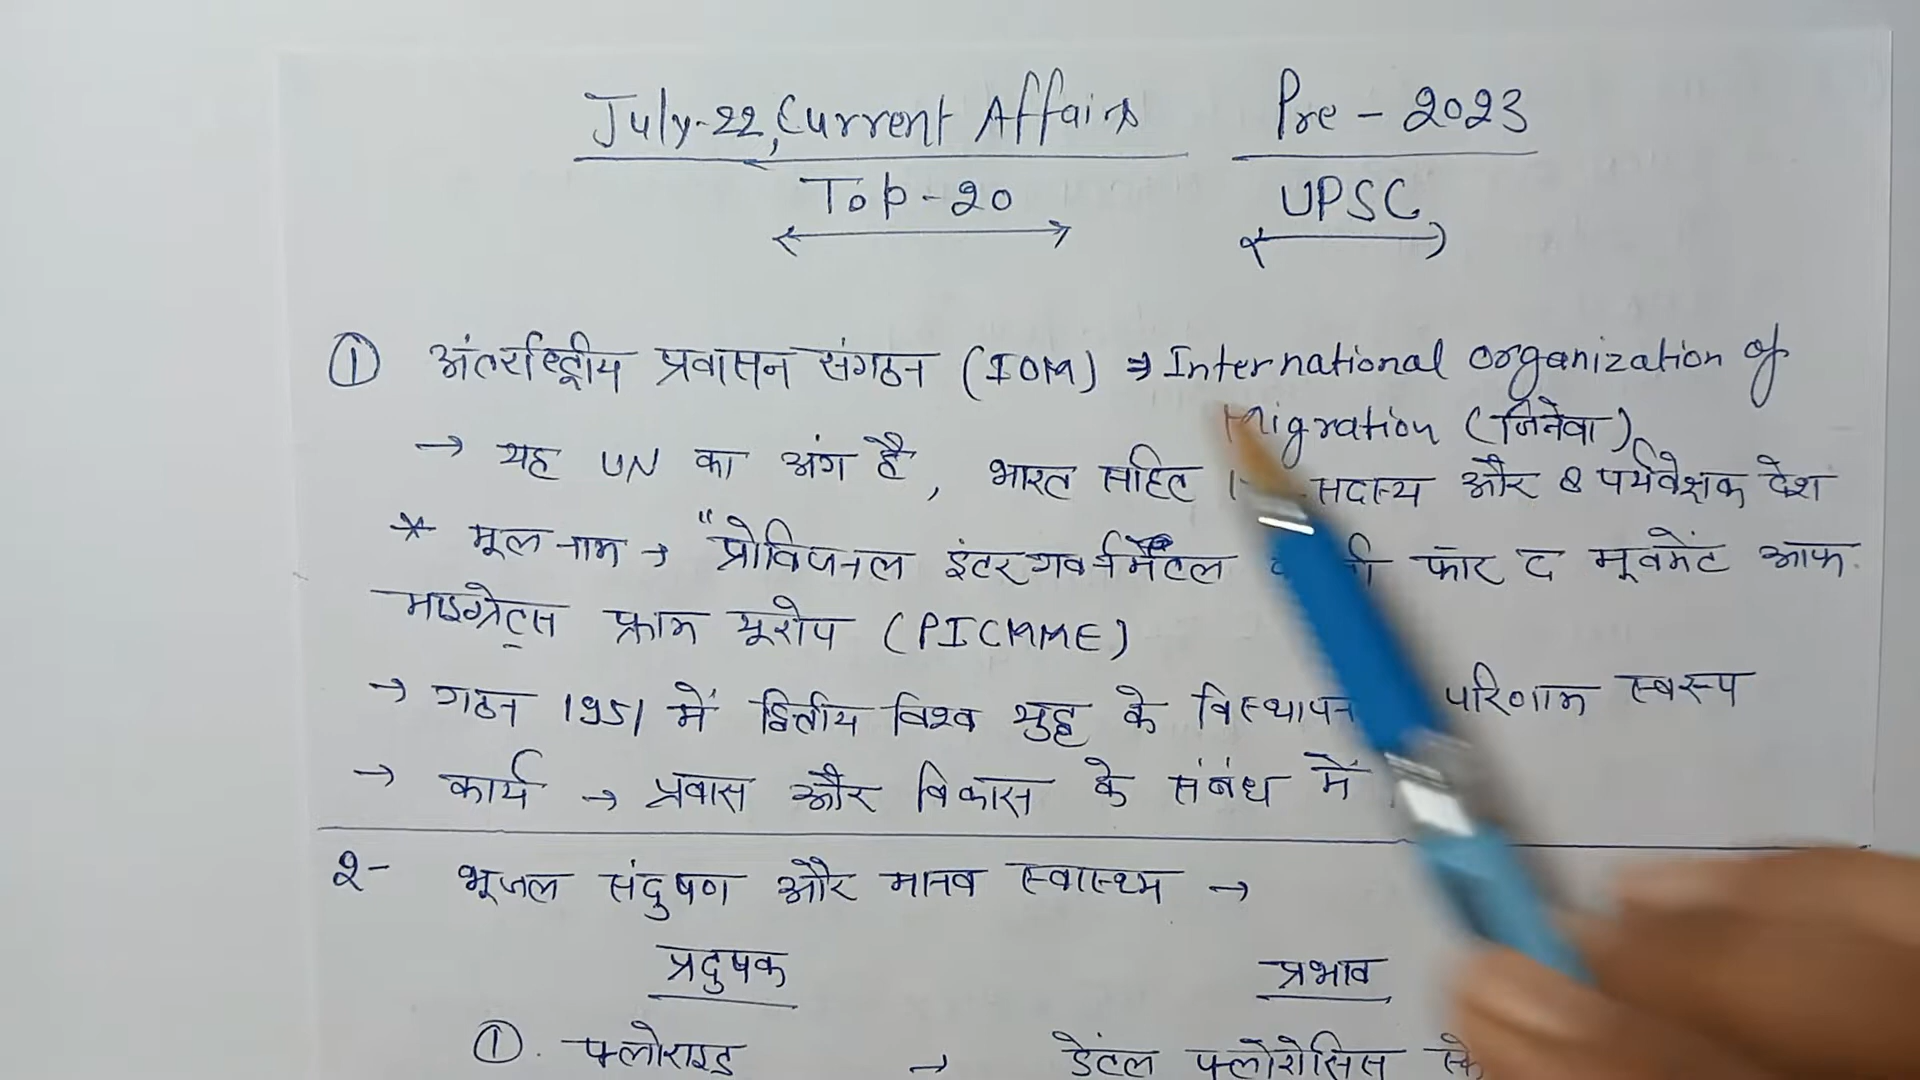 July-22, Current Affairs Pre - 2023
Top - 20 UPSC
① अंतर्राष्ट्रीय प्रवासन संगठन (IOM) ⇒ International organization of
Migration (जिनेवा)
→ यह UN का अंग है, भारत सहित सदस्य और 8 पर्यवेक्षक देश
* मूल नाम → "प्रोविजनल इंटरगवर्नमेंटल फॉर द मूवमेंट आफ
माइग्रेट्स फ्राम यूरोप (PICMME)
→ गठन 1951 में द्वितीय विश्व युद्ध के विस्थापन परिणाम स्वरूप
→ कार्य → प्रवास और विकास के संबंध में
2- भूजल संदुषण और मानव स्वास्थ्य →
प्रदुषक प्रभाव
①. फ्लोराइड → डेंटल फ्लोरोसिस